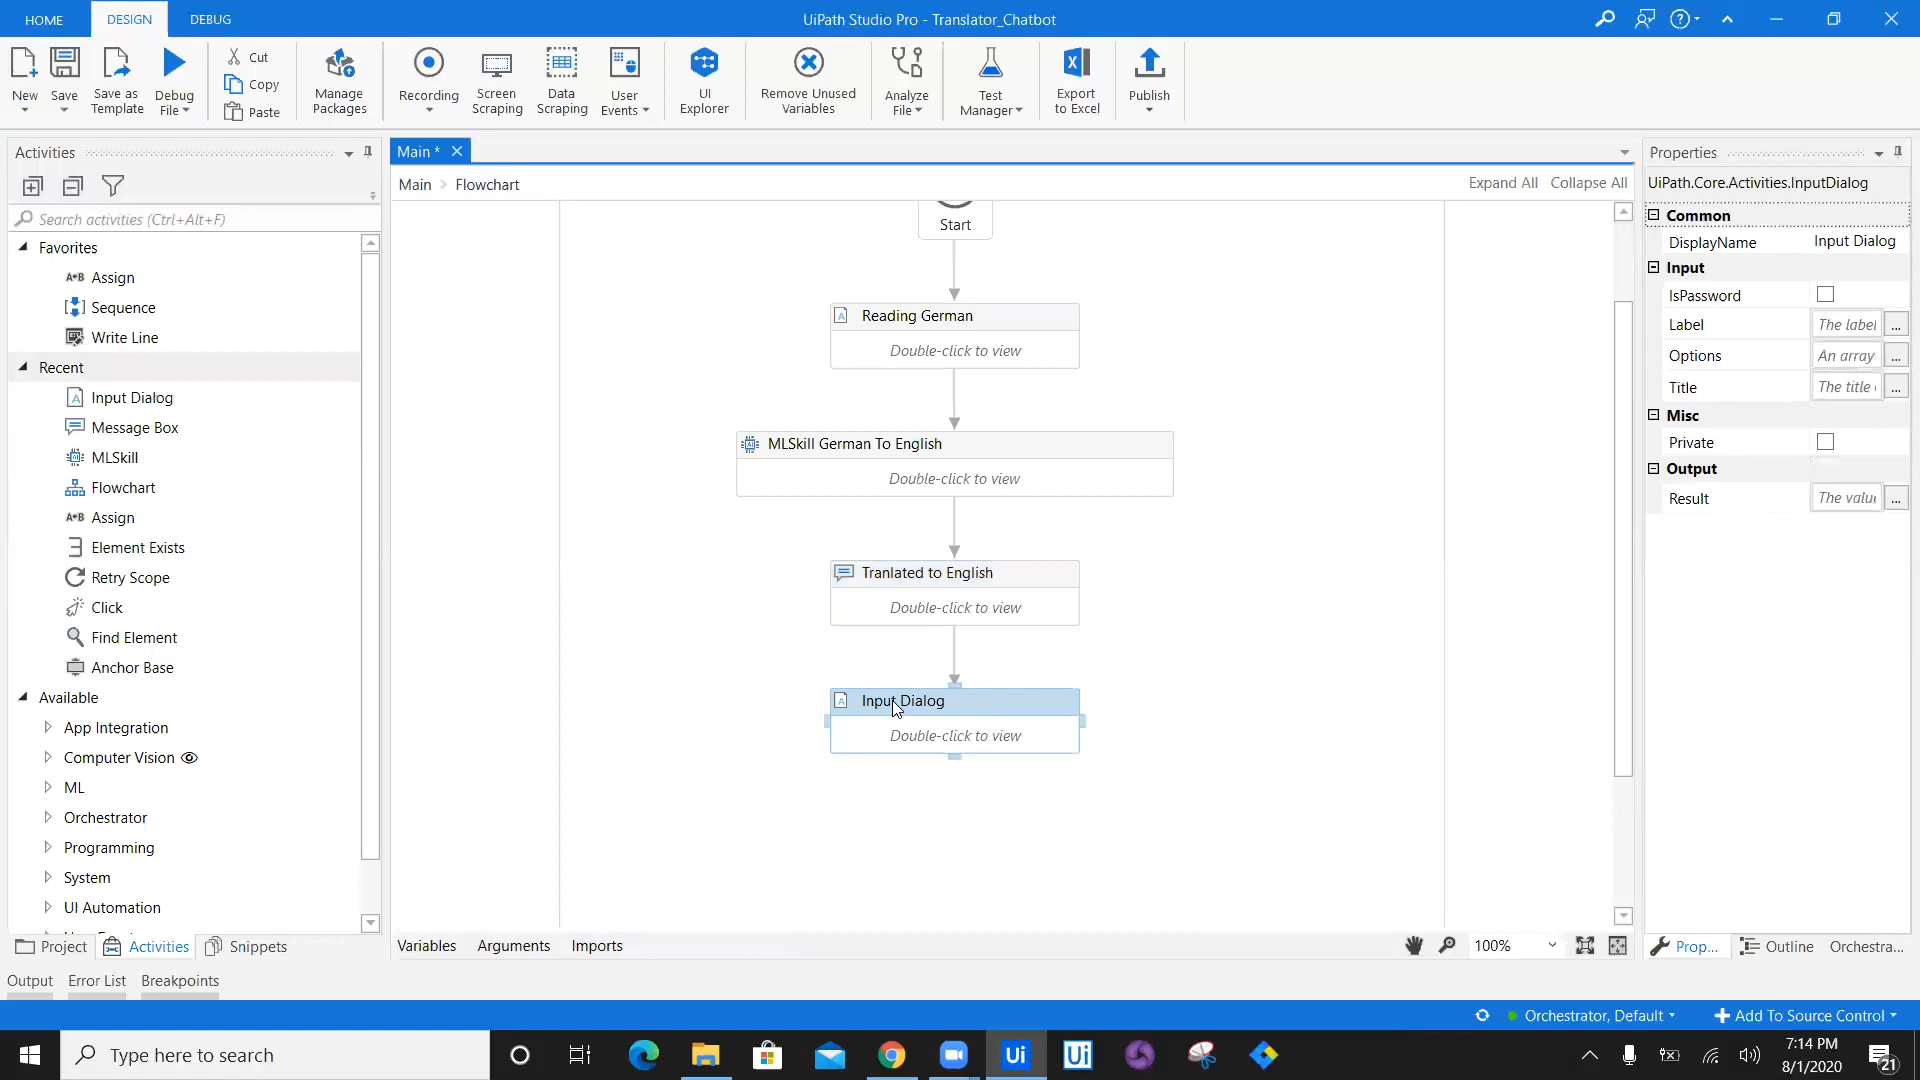 HOME
DESIGN
DEBUG
UiPath Studio Pro - Translator_Chatbot
New
Save
Save as
Template
Debug
File
Cut
Copy
Paste
Manage
Packages
Recording
Screen
Scraping
Data
Scraping
User
Events
UI
Explorer
Remove Unused
Variables
Analyze
File
Test
Manager
Export
to Excel
Publish
Activities
Search activities (Ctrl+Alt+F)
Favorites
Assign
Sequence
Write Line
Recent
Input Dialog
Message Box
MLSkill
Flowchart
Assign
Element Exists
Retry Scope
Click
Find Element
Anchor Base
Available
App Integration
Computer Vision
ML
Orchestrator
Programming
System
UI Automation
Project
Activities
Snippets
Main *
Main > Flowchart
Expand All
Collapse All
Start
Reading German
Double-click to view
MLSkill German To English
Double-click to view
Tranlated to English
Double-click to view
Input Dialog
Double-click to view
Variables
Arguments
Imports
100%
Properties
UiPath.Core.Activities.InputDialog
Common
DisplayName
Input Dialog
Input
IsPassword
Label
The label
...
Options
An array
...
Title
The title
...
Misc
Private
Output
Result
The valu
...
Prop...
Outline
Orchestra...
Output
Error List
Breakpoints
Orchestrator, Default
Add To Source Control
Type here to search
Ui
Ui
7:14 PM
8/1/2020
21